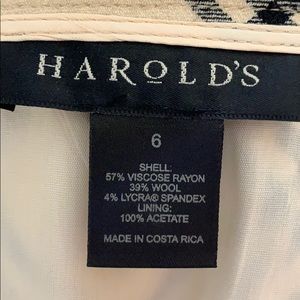 HAROLD'S
6
SHELL:
57% VISCOSE RAYON
39% WOOL
4% LYCRA® SPANDEX
LINING:
100% ACETATE
MADE IN COSTA RICA